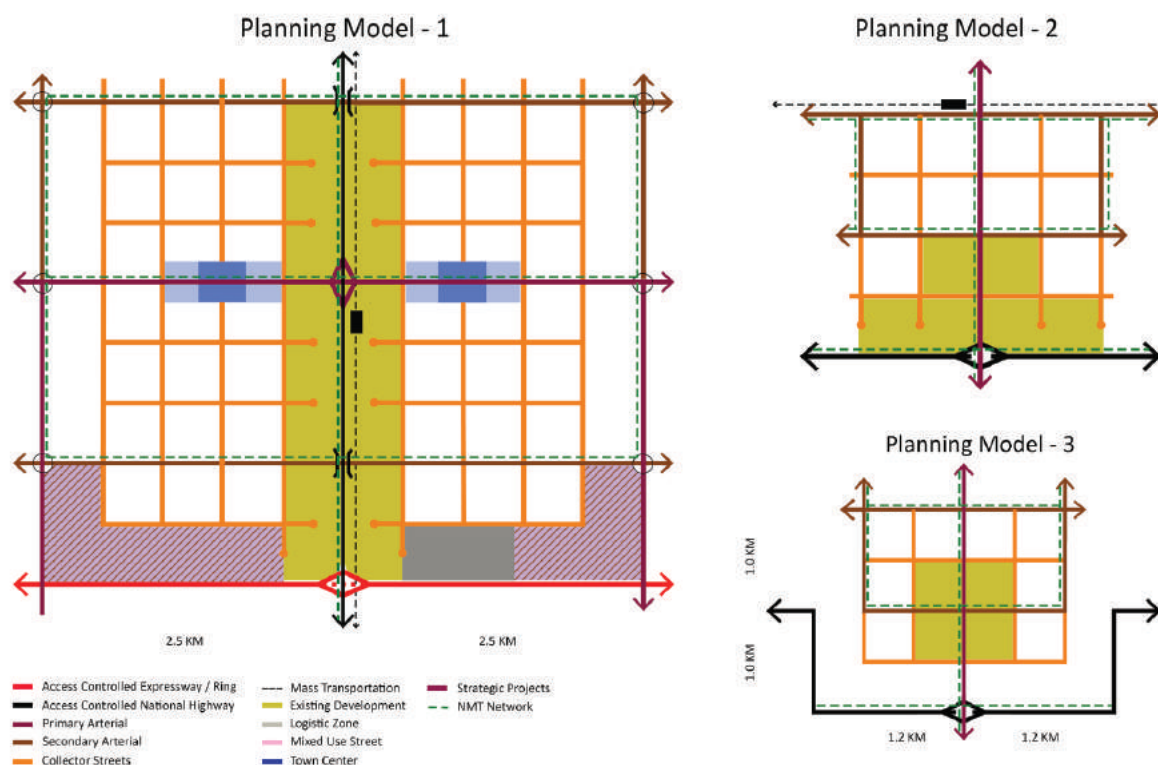 Planning Model - 1
Planning Model - 2
Planning Model - 3
1.0 KM
1.0 KM
1.2 KM
1.2 KM
2.5 KM
2.5 KM
Access Controlled Expressway / Ring
Access Controlled National Highway
Primary Arterial
Secondary Arterial
Collector Streets
Mass Transportation
Existing Development
Logistic Zone
Mixed Use Street
Town Center
Strategic Projects
NMT Network